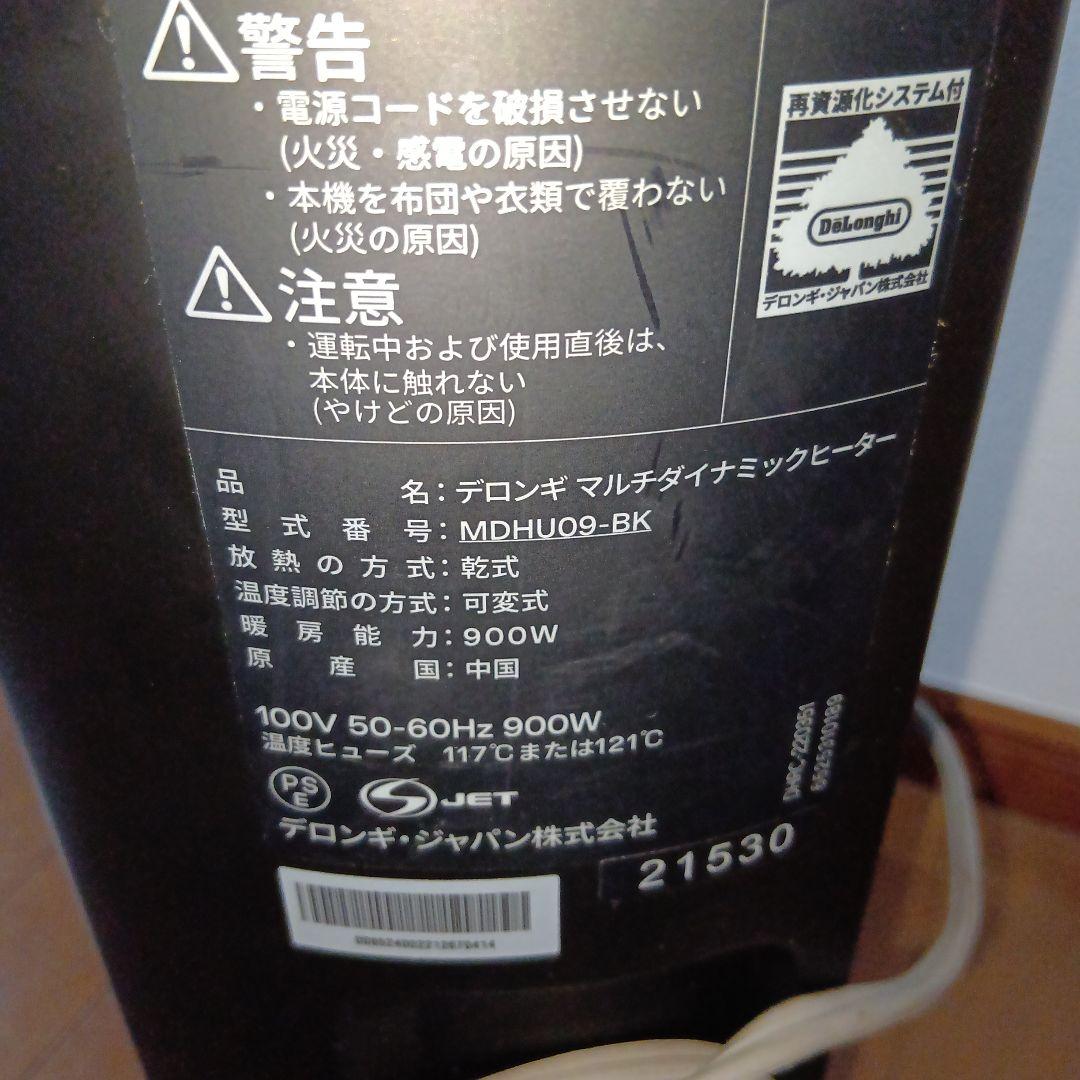 警告
・電源コードを破損させない
(火災・感電の原因)
・本機を布団や衣類で覆わない
(火災の原因)
注意
・運転中および使用直後は、
本体に触れない
(やけどの原因)
再資源化システム付
DeLonghi
デロンギ・ジャパン株式会社
品名：デロンギ マルチダイナミックヒーター
型式番号：MDHU09-BK
放熱の方式：乾式
温度調節の方式：可変式
暖房能力：900W
原産国：中国
100V 50-60Hz 900W
温度ヒューズ 117℃または121℃
PSE
JET
デロンギ・ジャパン株式会社
21530